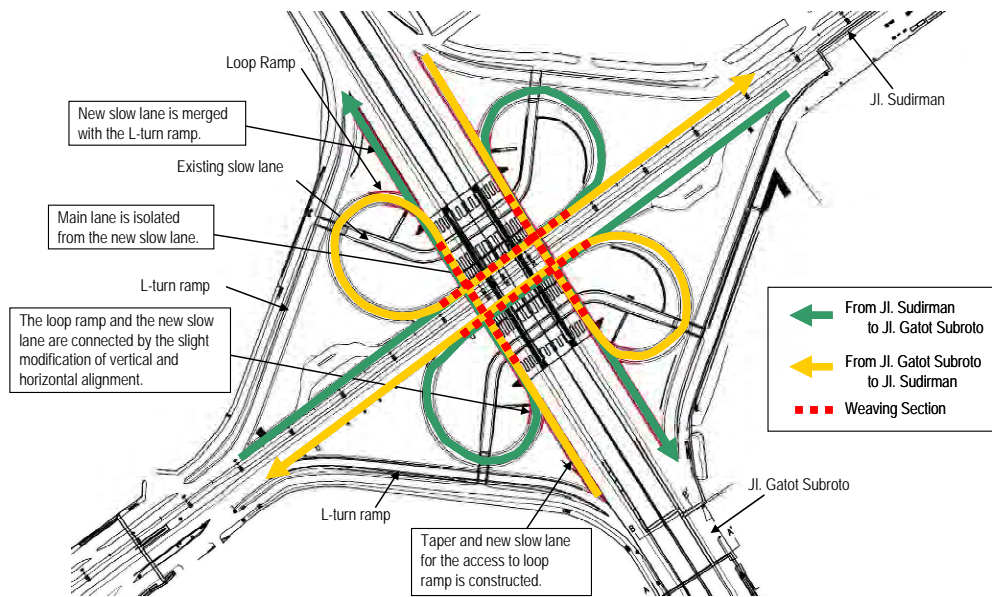 Loop Ramp
Jl. Sudirman
New slow lane is merged
with the L-turn ramp.
Existing slow lane
Main lane is isolated
from the new slow lane.
L-turn ramp
The loop ramp and the new slow
lane are connected by the slight
modification of vertical and
horizontal alignment.
From Jl. Sudirman
to Jl. Gatot Subroto
From Jl. Gatot Subroto
to Jl. Sudirman
Weaving Section
L-turn ramp
Jl. Gatot Subroto
Taper and new slow lane
for the access to loop
ramp is constructed.
B
A'
A